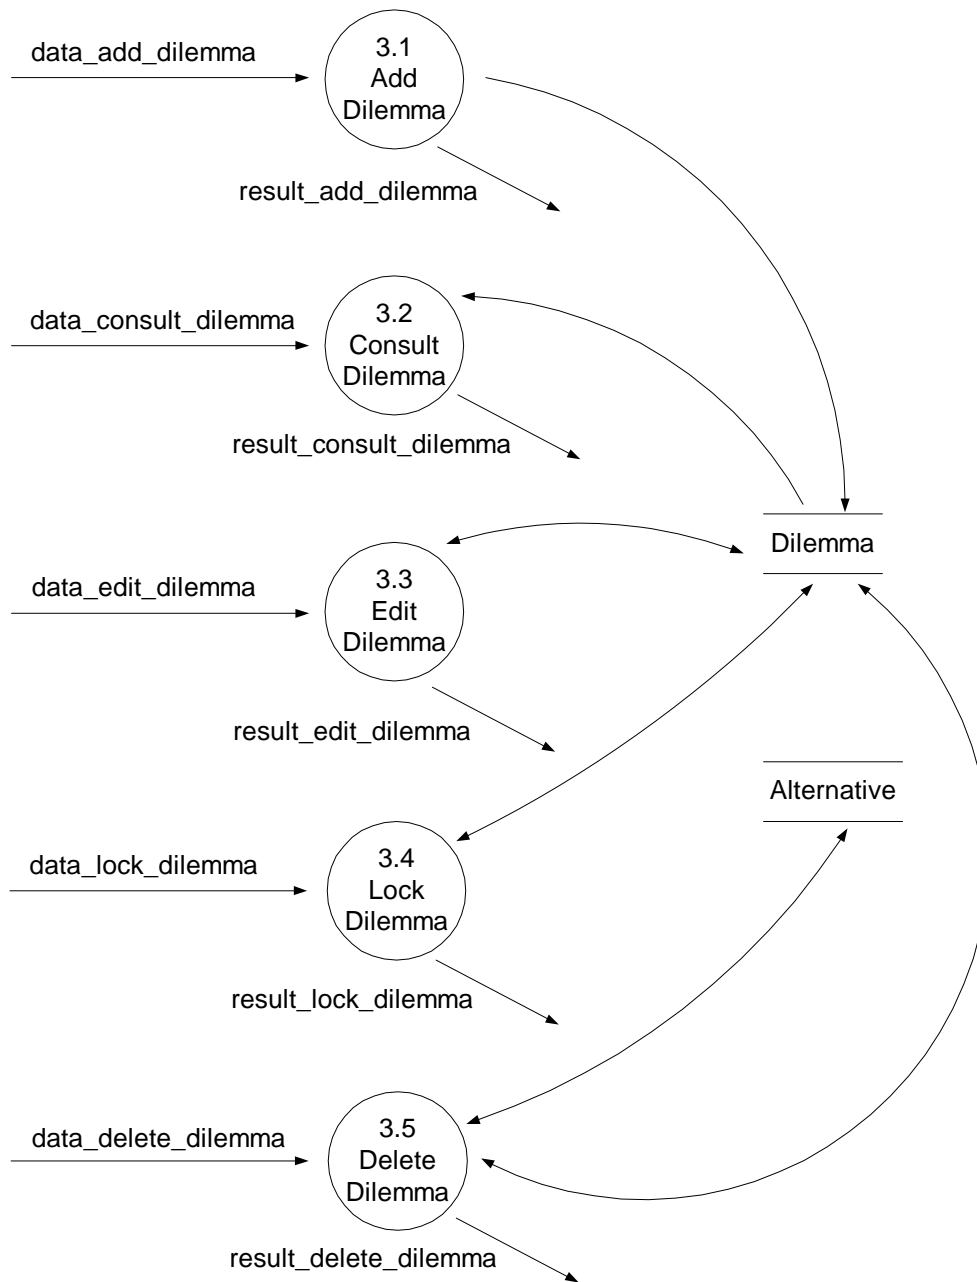 data_add_dilemma
3.1
Add
Dilemma
result_add_dilemma
data_consult_dilemma
3.2
Consult
Dilemma
result_consult_dilemma
Dilemma
data_edit_dilemma
3.3
Edit
Dilemma
result_edit_dilemma
Alternative
data_lock_dilemma
3.4
Lock
Dilemma
result_lock_dilemma
data_delete_dilemma
3.5
Delete
Dilemma
result_delete_dilemma